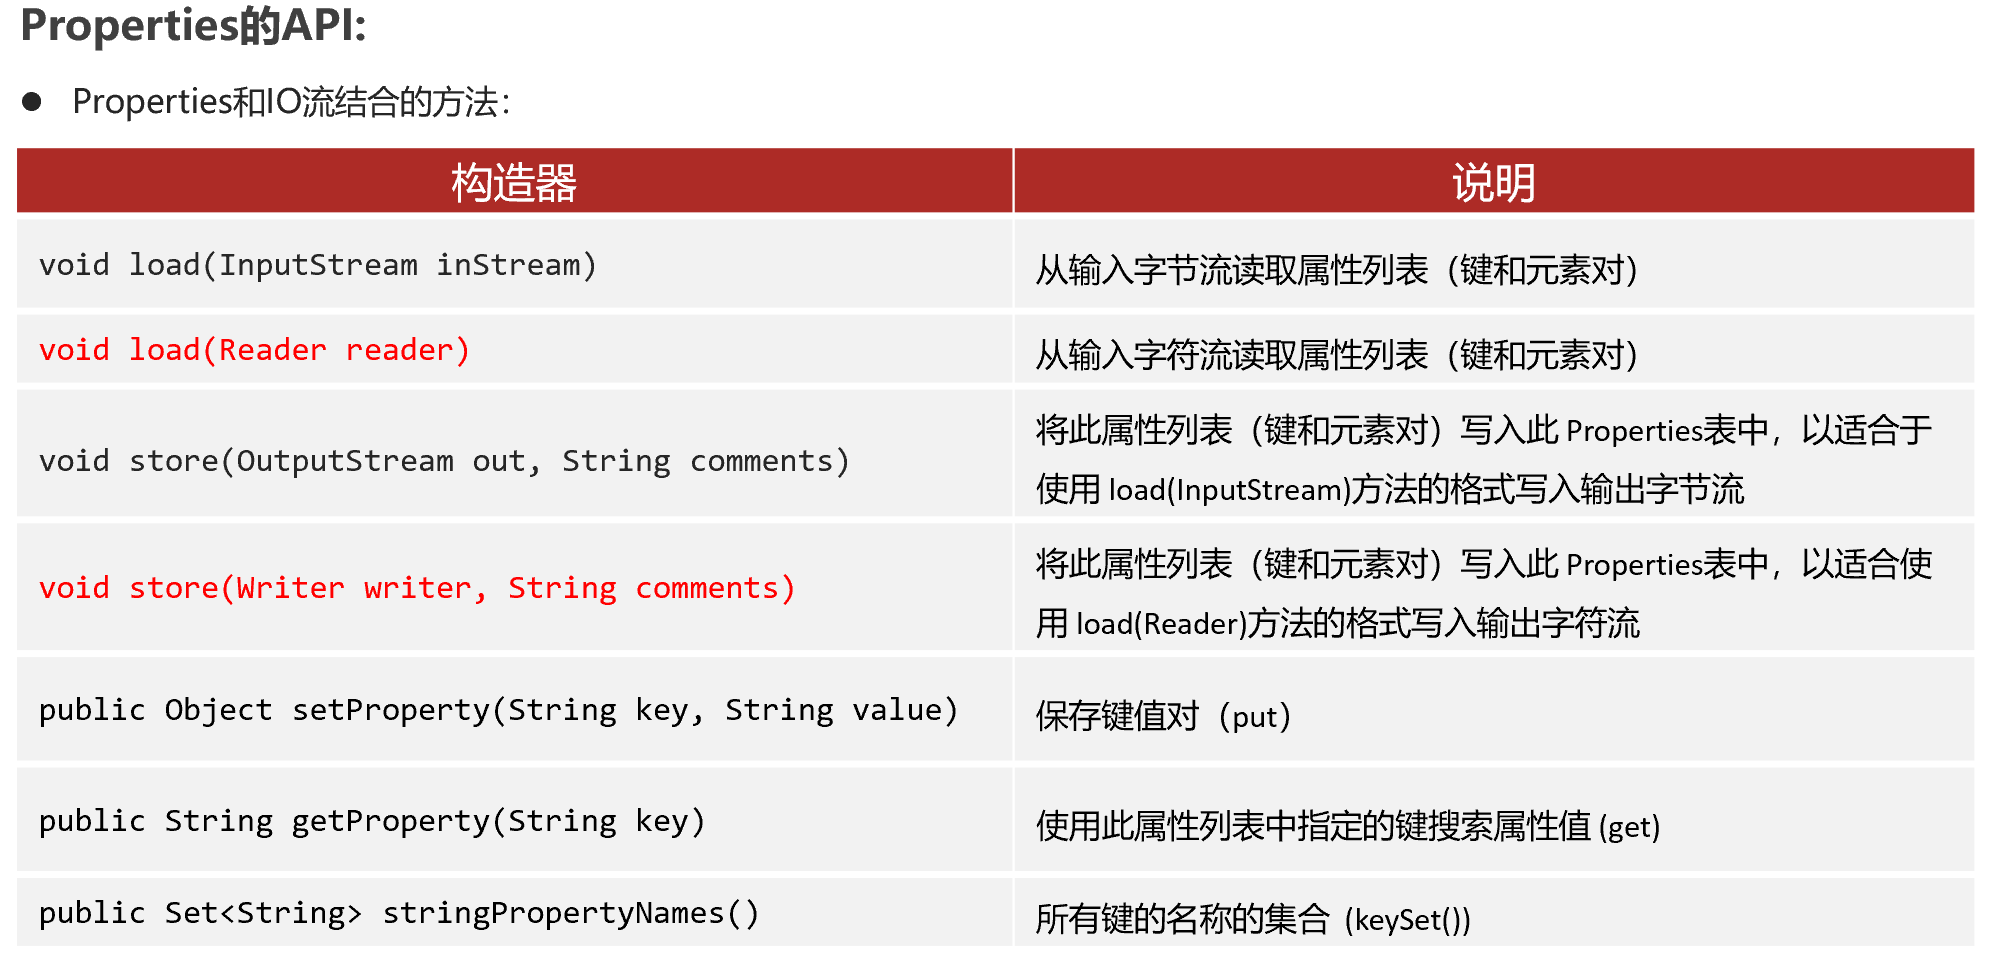 Properties的API:
● Properties和IO流结合的方法：
构造器 说明
void load(InputStream inStream) 从输入字节流读取属性列表（键和元素对）
void load(Reader reader) 从输入字符流读取属性列表（键和元素对）
void store(OutputStream out, String comments) 将此属性列表（键和元素对）写入此 Properties表中，以适合于
使用 load(InputStream)方法的格式写入输出字节流
void store(Writer writer, String comments) 将此属性列表（键和元素对）写入此 Properties表中，以适合使
用 load(Reader)方法的格式写入输出字符流
public Object setProperty(String key, String value) 保存键值对（put）
public String getProperty(String key) 使用此属性列表中指定的键搜索属性值 (get)
public Set<String> stringPropertyNames() 所有键的名称的集合 (keySet())